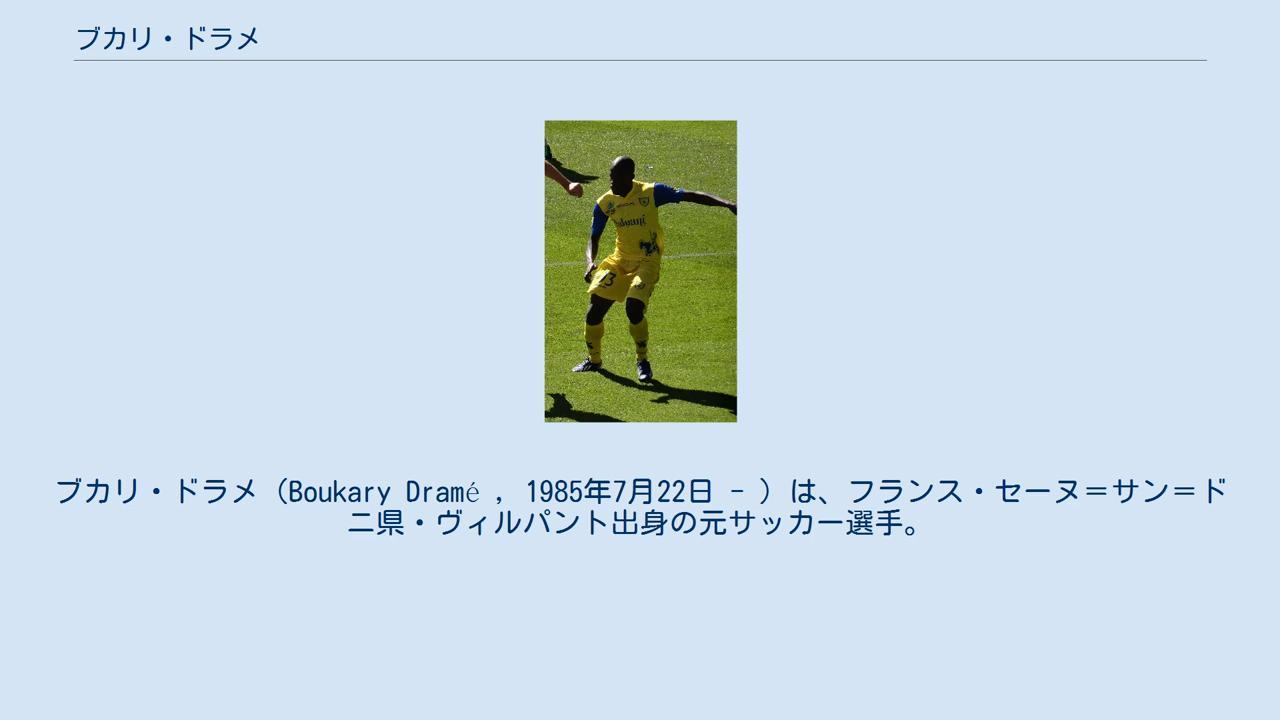 ブカリ・ドラメ
ブカリ・ドラメ（Boukary Dramé , 1985年7月22日 - ）は、フランス・セーヌ＝サン＝ド
ニ県・ヴィルパント出身の元サッカー選手。